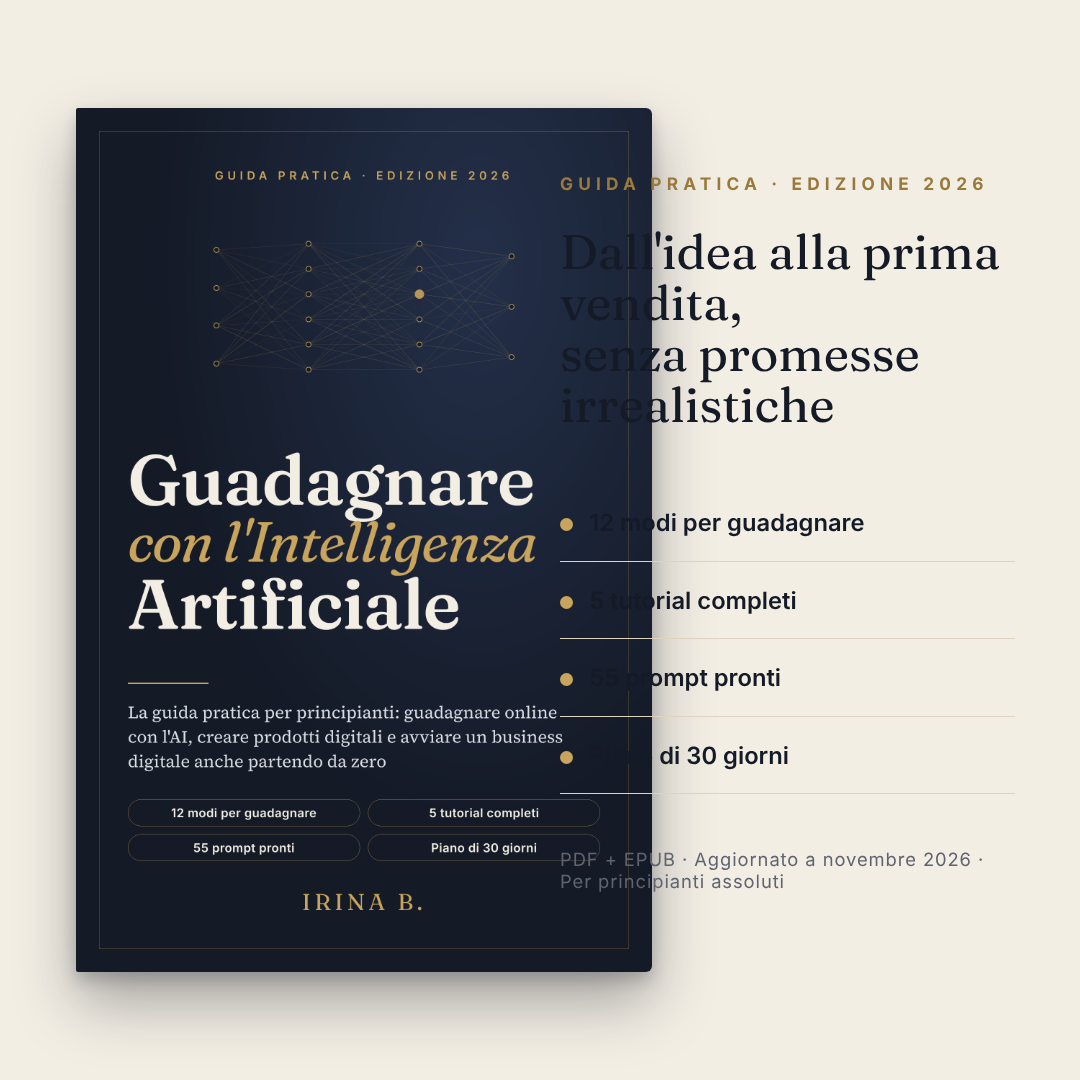 GUIDA PRATICA · EDIZIONE 2026
Guadagnare
con l'Intelligenza
Artificiale
La guida pratica per principianti: guadagnare online
con l'AI, creare prodotti digitali e avviare un business
digitale anche partendo da zero
12 modi per guadagnare
5 tutorial completi
55 prompt pronti
Piano di 30 giorni
IRINA B.
GUIDA PRATICA · EDIZIONE 2026
Dall'idea alla prima
vendita,
senza promesse
irrealistiche
12 modi per guadagnare
5 tutorial completi
55 prompt pronti
di 30 giorni
PDF + EPUB · Aggiornato a novembre 2026 ·
Per principianti assoluti